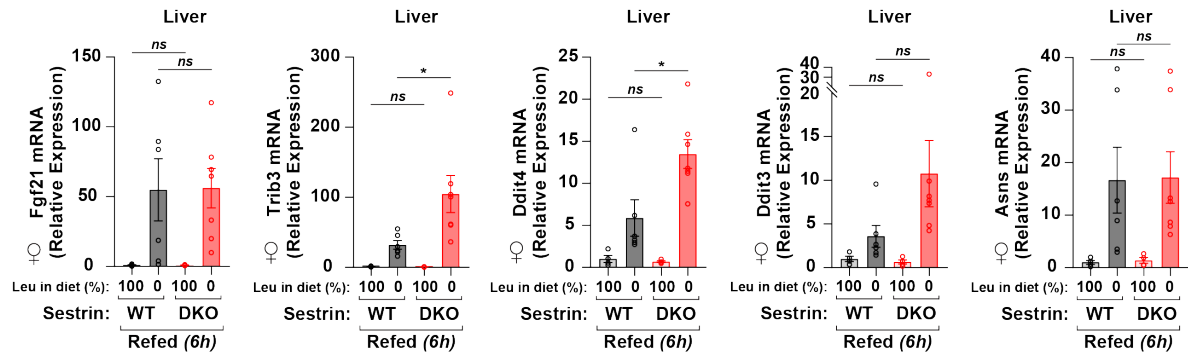 Liver
Fgf21 mRNA
(Relative Expression)
♀
150
100
50
0
ns
ns
Leu in diet (%): 100 0 100 0
Sestrin: WT DKO
Refed (6h)
Liver
Trib3 mRNA
(Relative Expression)
♀
300
200
100
0
*
ns
Leu in diet (%): 100 0 100 0
Sestrin: WT DKO
Refed (6h)
Liver
Ddit4 mRNA
(Relative Expression)
♀
25
20
15
10
5
0
*
ns
Leu in diet (%): 100 0 100 0
Sestrin: WT DKO
Refed (6h)
Liver
Ddit3 mRNA
(Relative Expression)
♀
40
30
20
15
10
5
0
ns
ns
Leu in diet (%): 100 0 100 0
Sestrin: WT DKO
Refed (6h)
Liver
Asns mRNA
(Relative Expression)
♀
40
30
20
10
0
ns
ns
Leu in diet (%): 100 0 100 0
Sestrin: WT DKO
Refed (6h)